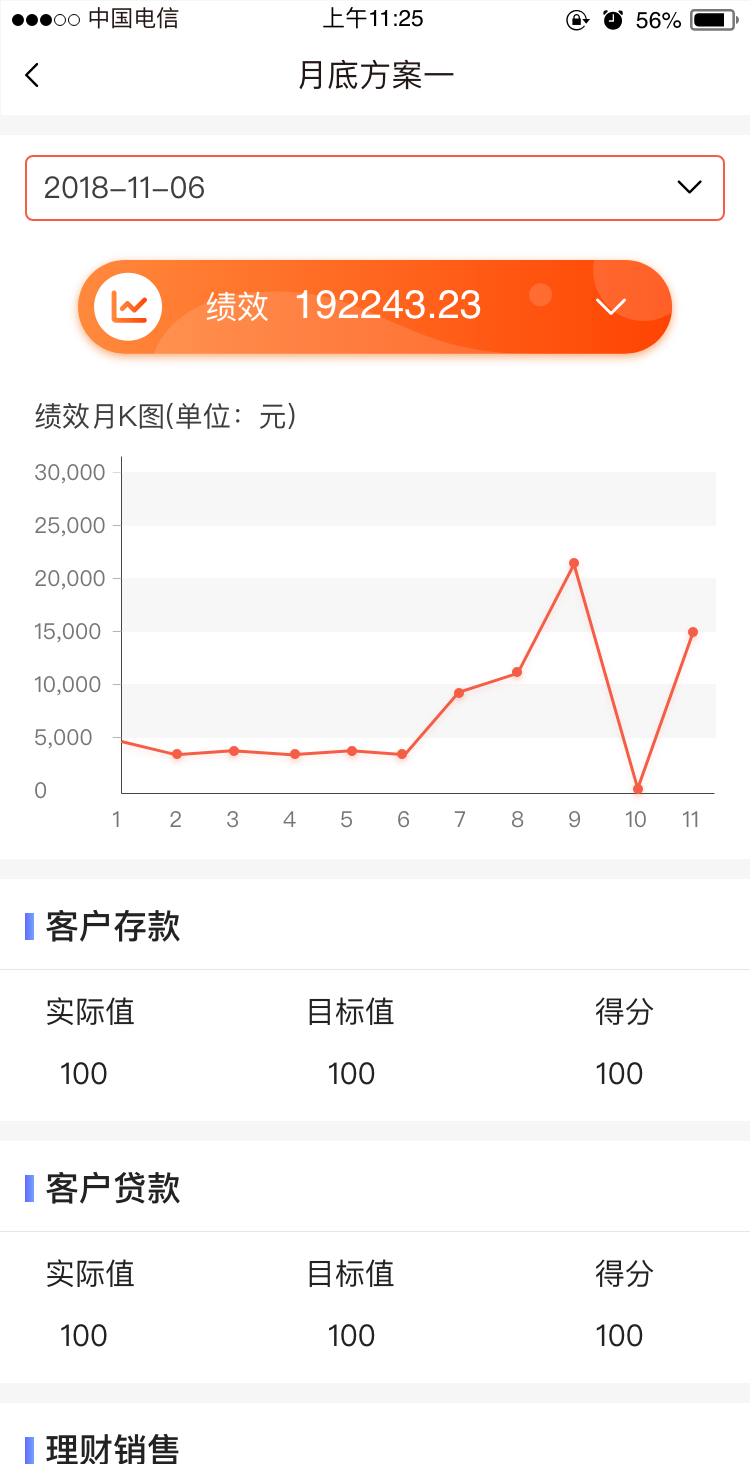 中国电信 上午11:25 56%
月底方案一
2018-11-06
绩效 192243.23
绩效月K图(单位：元)
30,000
25,000
20,000
15,000
10,000
5,000
0
1 2 3 4 5 6 7 8 9 10 11
客户存款
实际值 目标值 得分
100 100 100
客户贷款
实际值 目标值 得分
100 100 100
理财销售